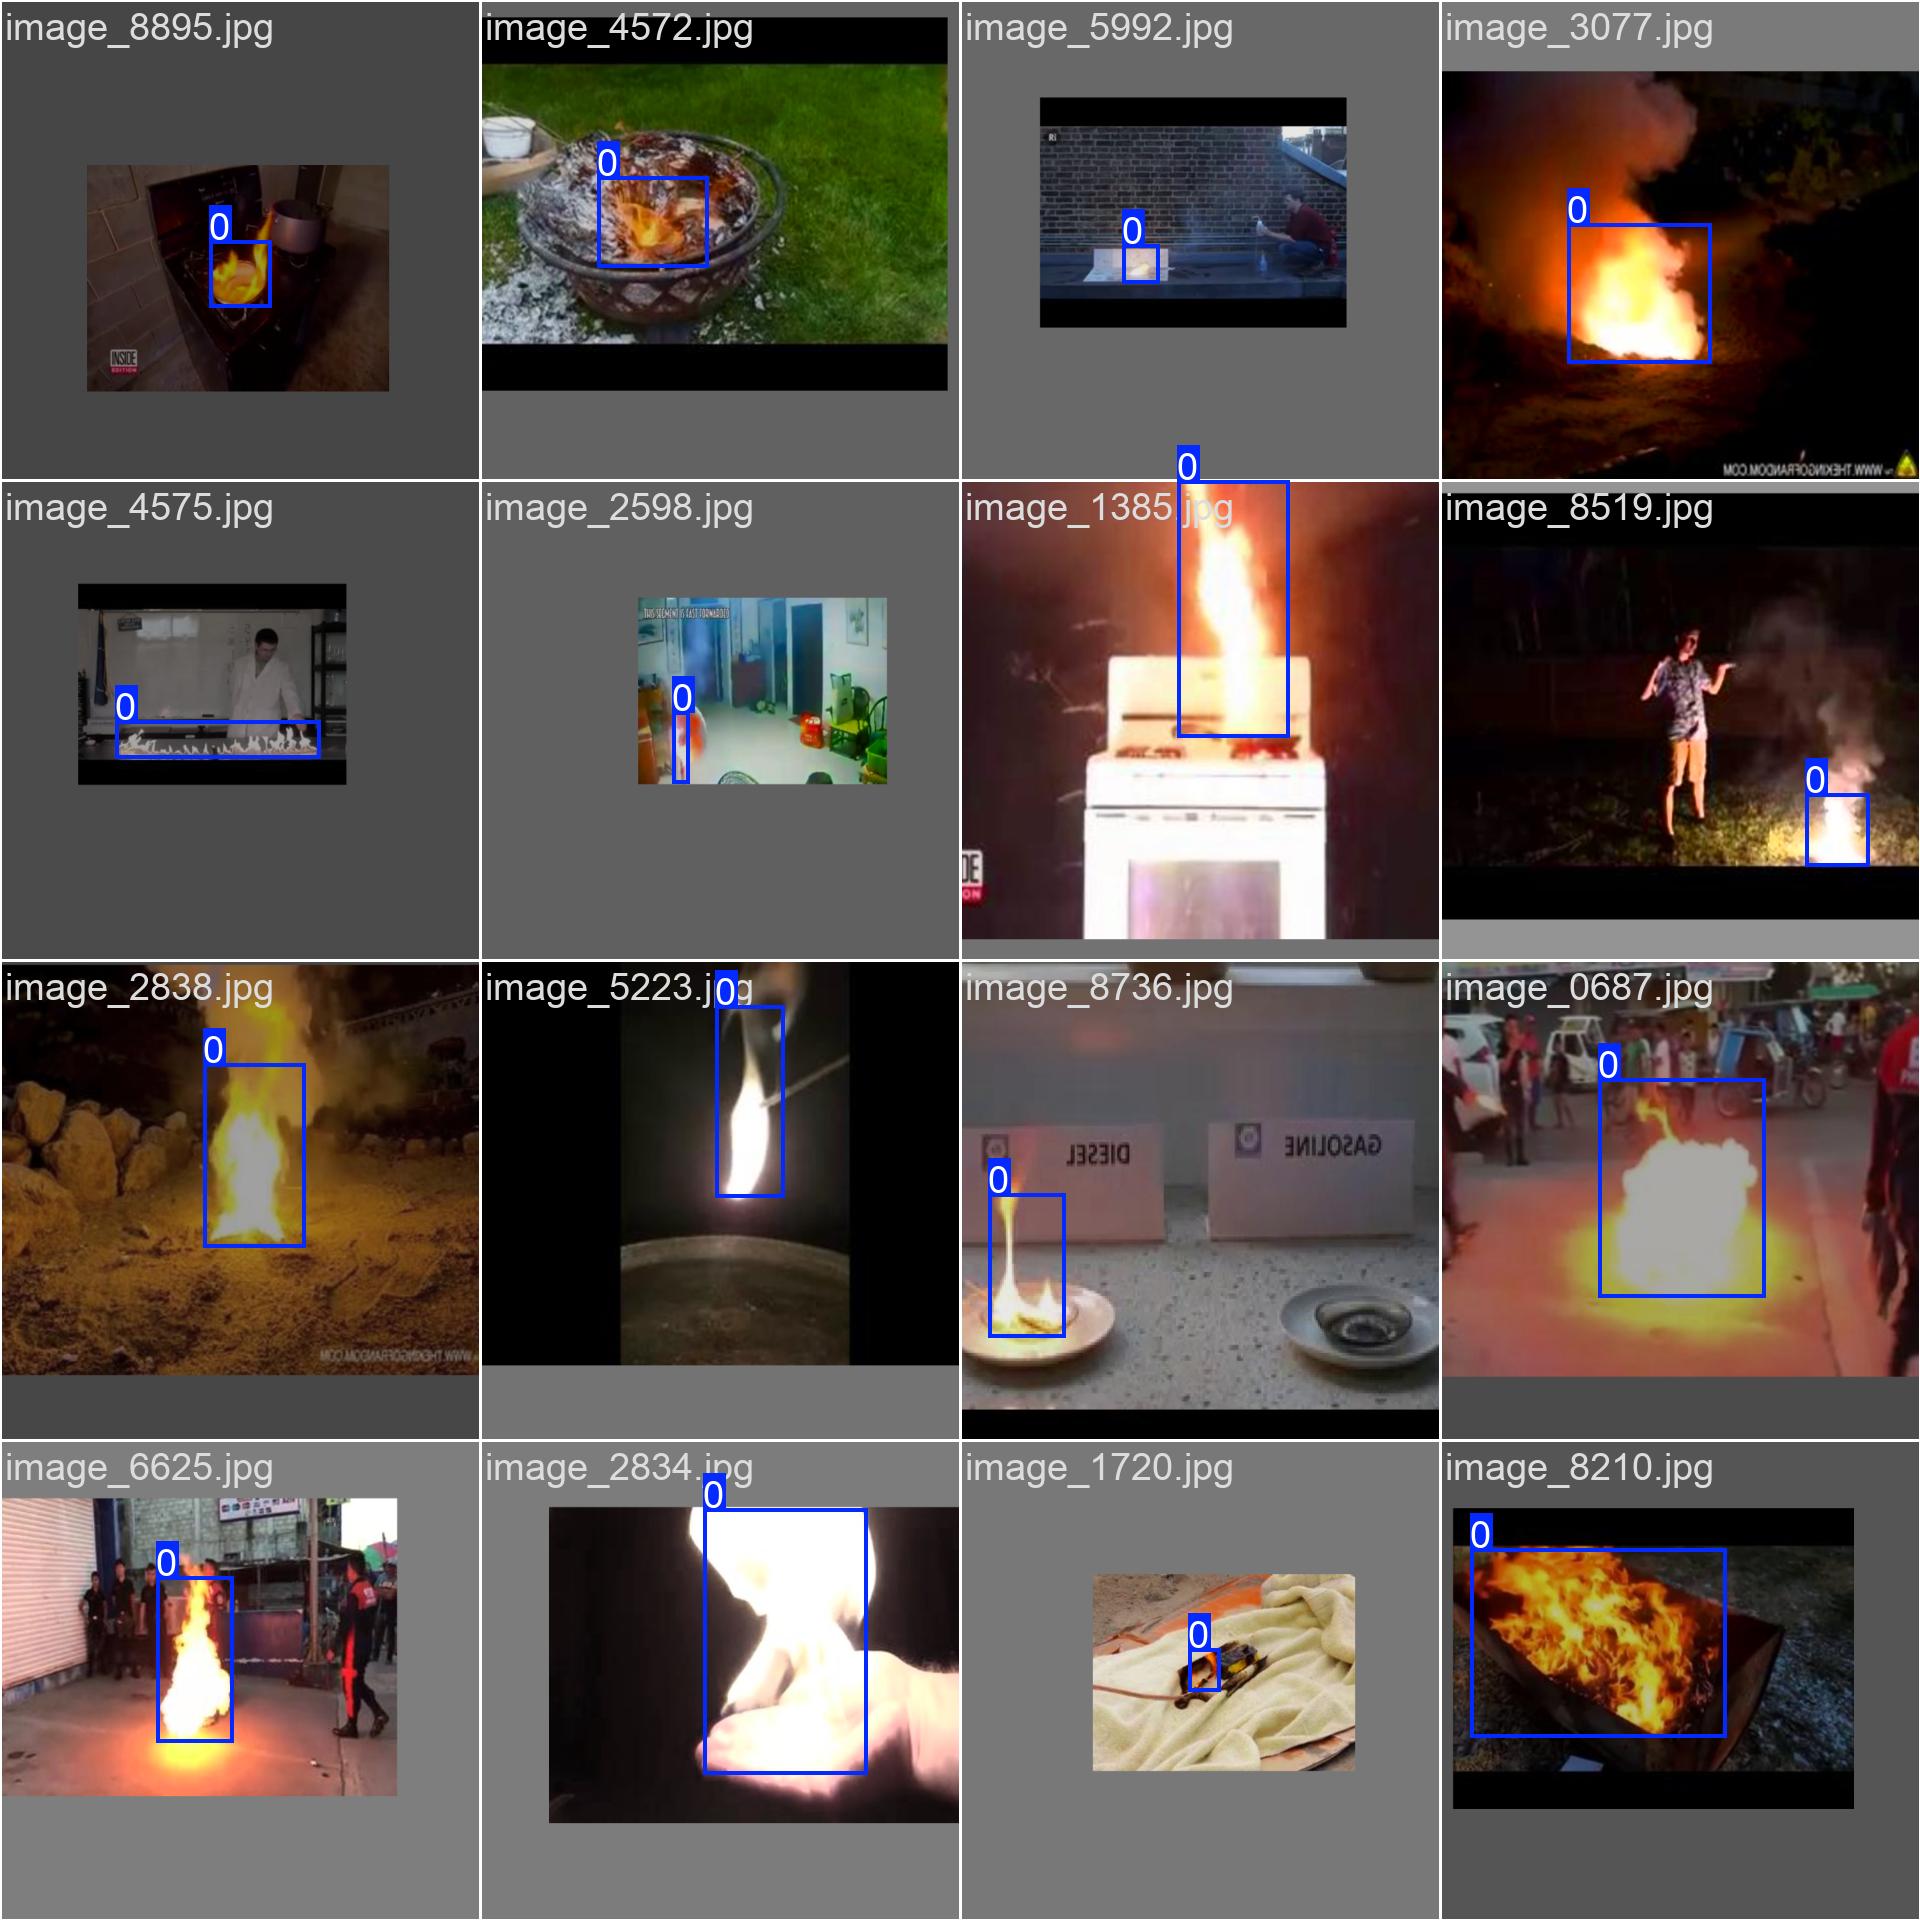 image_8895.jpg
image_4572.jpg
image_5992.jpg
image_3077.jpg
0
0
0
0
Ri
INSIDE
EDITION
WWW.THEKINGOFRANDOM.COM
image_4575.jpg
image_2598.jpg
image_1385.jpg
image_8519.jpg
0
0
0
0
THIS SEGMENT IS FAST FORWARDED
DE
ON
image_2838.jpg
image_5223.jpg
image_8736.jpg
image_0687.jpg
0
0
0
0
DIESEL
GASOLINE
WWW.THEKINGOFRANDOM.COM
image_6625.jpg
image_2834.jpg
image_1720.jpg
image_8210.jpg
0
0
0
0